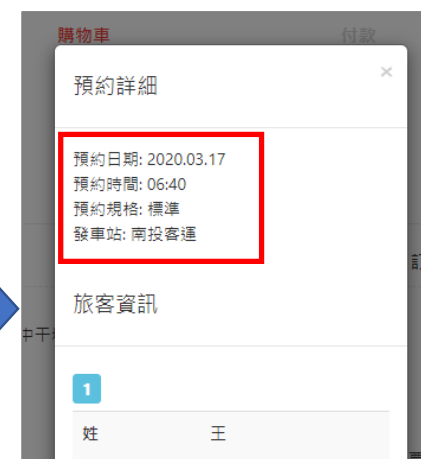 購物車
付款
預約詳細
×
預約日期: 2020.03.17
預約時間: 06:40
預約規格: 標準
發車站: 南投客運
旅客資訊
1
姓 王